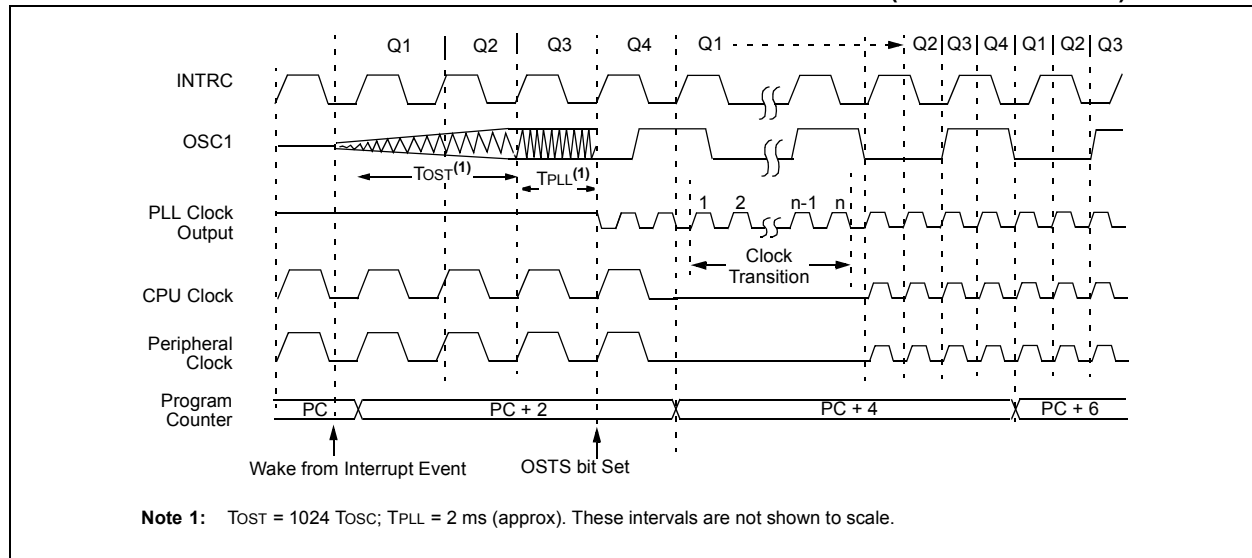 Q1 Q2 Q3 Q4 Q1 Q2 Q3 Q4 Q1 Q2 Q3
INTRC
OSC1
TOST(1)
TPLL(1)
PLL Clock
Output
1 2 n-1 n
Clock
Transition
CPU Clock
Peripheral
Clock
Program
Counter
PC PC + 2 PC + 4 PC + 6
Wake from Interrupt Event OSTS bit Set
Note 1: TOST = 1024 TOSC; TPLL = 2 ms (approx). These intervals are not shown to scale.